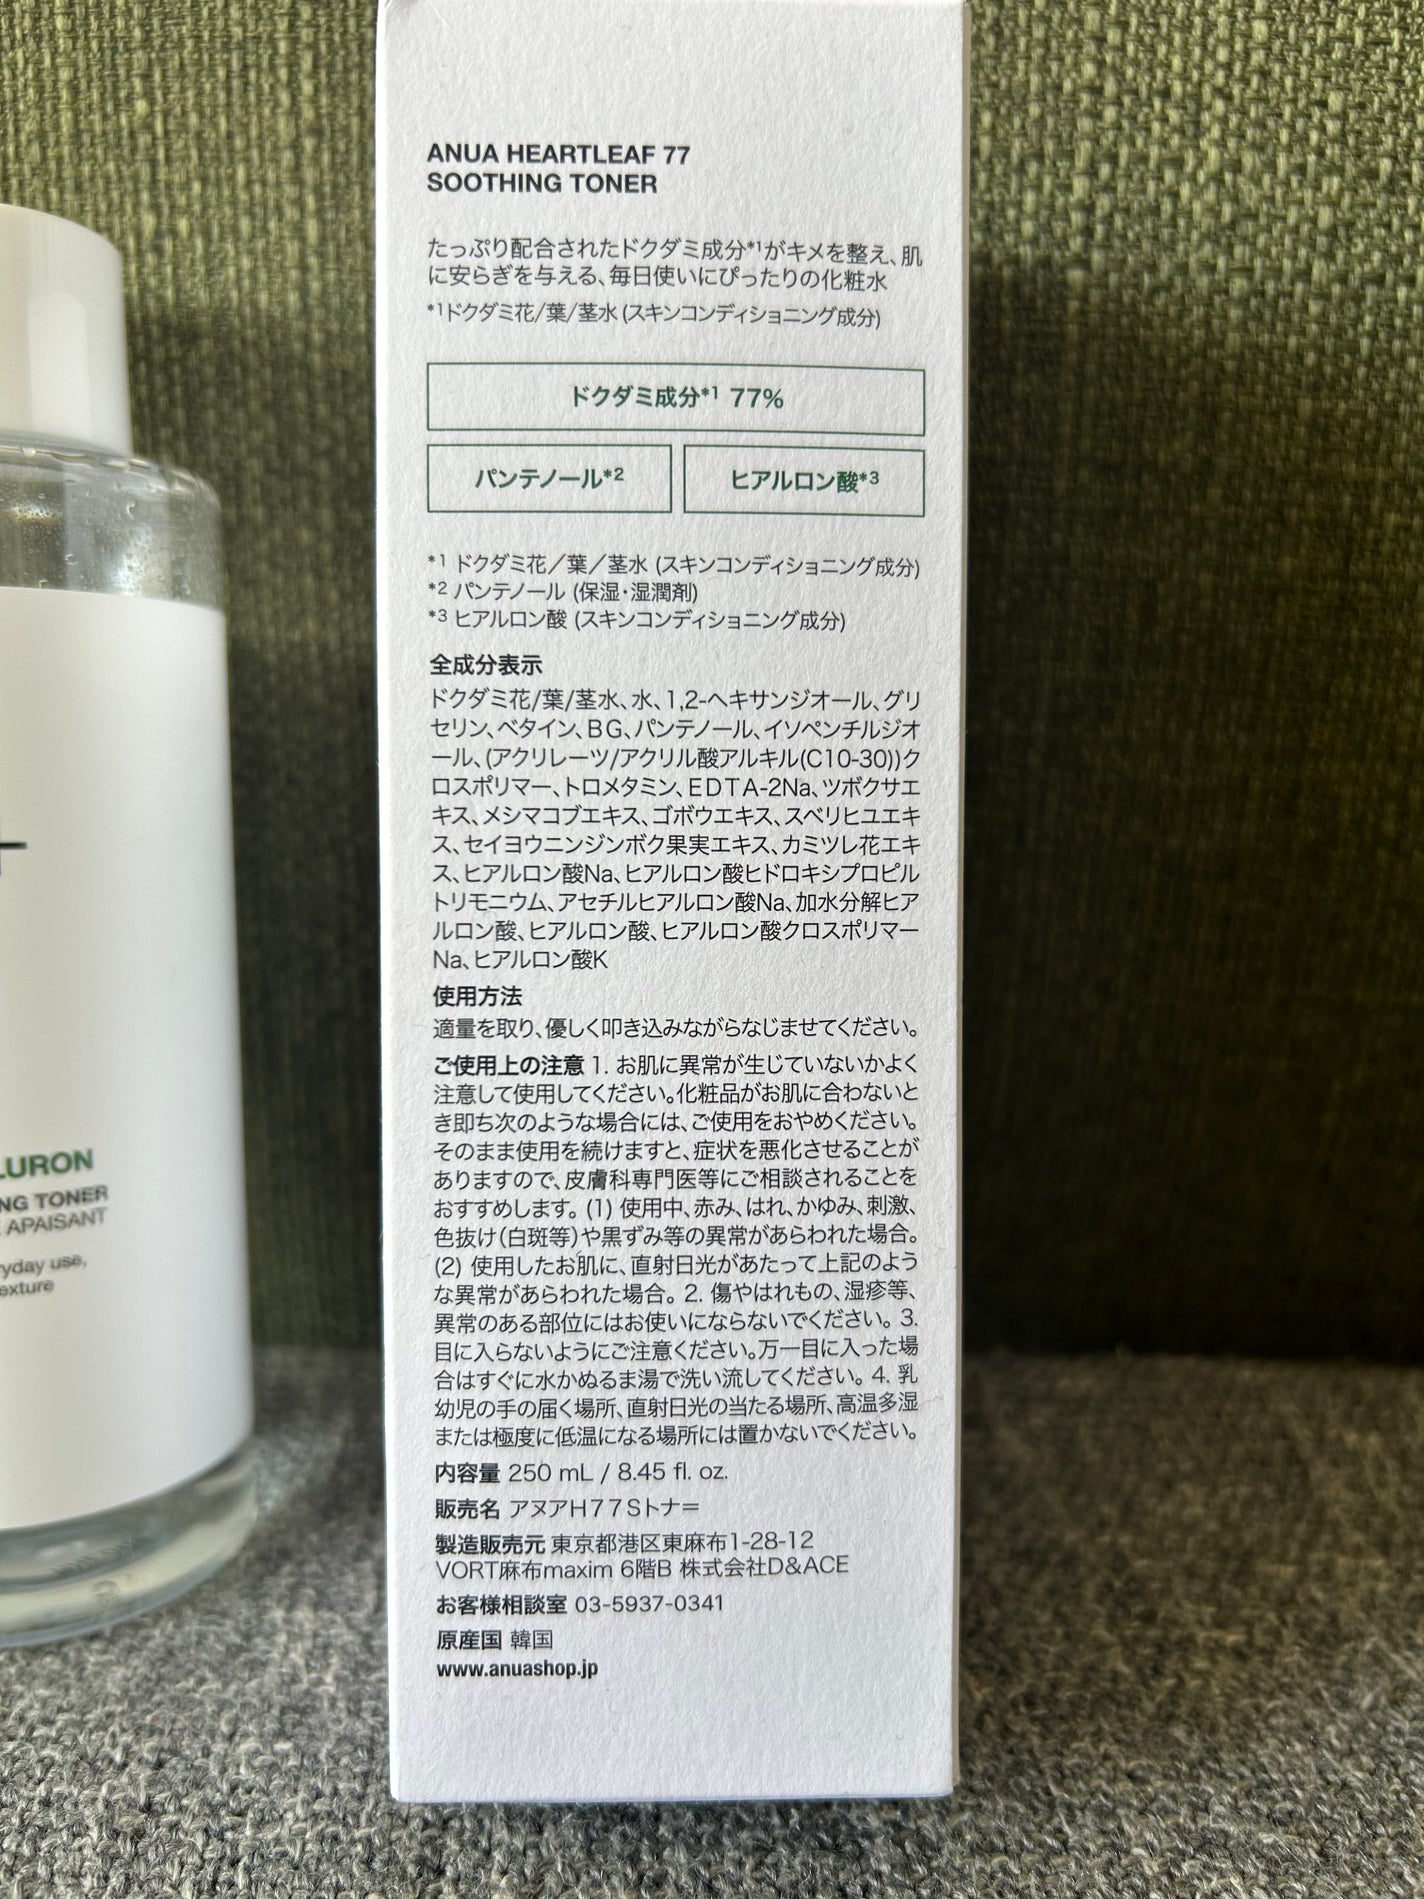 ANUA HEARTLEAF 77
SOOTHING TONER
たっぷり配合されたドクダミ成分*1がキメを整え、肌
に安らぎを与える、毎日使いにぴったりの化粧水
*1ドクダミ花/葉/茎水(スキンコンディショニング成分)
ドクダミ成分*1 77%
パンテノール*2
ヒアルロン酸*3
*1 ドクダミ花／葉／茎水 (スキンコンディショニング成分)
*2 パンテノール (保湿・湿潤剤)
*3 ヒアルロン酸 (スキンコンディショニング成分)
全成分表示
ドクダミ花/葉/茎水、水、1,2-ヘキサンジオール、グリ
セリン、ベタイン、BG、パンテノール、イソペンチルジオ
ール、(アクリレーツ/アクリル酸アルキル(C10-30))ク
ロスポリマー、トロメタミン、EDTA-2Na、ツボクサエ
キス、メシマコブエキス、ゴボウエキス、スベリヒユエキ
ス、セイヨウニンジンボク果実エキス、カミツレ花エキ
ス、ヒアルロン酸Na、ヒアルロン酸ヒドロキシプロピル
トリモニウム、アセチルヒアルロン酸Na、加水分解ヒア
ルロン酸、ヒアルロン酸、ヒアルロン酸クロスポリマー
Na、ヒアルロン酸K
使用方法
適量を取り、優しく叩き込みながらなじませてください。
ご使用上の注意 1. お肌に異常が生じていないかよく
注意して使用してください。化粧品がお肌に合わないと
き即ち次のような場合には、ご使用をおやめください。
そのまま使用を続けますと、症状を悪化させることが
ありますので、皮膚科専門医等にご相談されることを
おすすめします。(1) 使用中、赤み、はれ、かゆみ、刺激、
色抜け(白斑等)や黒ずみ等の異常があらわれた場合。
(2) 使用したお肌に、直射日光があたって上記のよう
な異常があらわれた場合。2. 傷やはれもの、湿疹等、
異常のある部位にはお使いにならないでください。3.
目に入らないようにご注意ください。万一目に入った場
合はすぐに水かぬるま湯で洗い流してください。4. 乳
幼児の手の届く場所、直射日光の当たる場所、高温多湿
または極度に低温になる場所には置かないでください。
内容量 250 mL / 8.45 fl. oz.
販売名 アヌアH77Sトナー
製造販売元 東京都港区東麻布1-28-12
VORT麻布maxim 6階B 株式会社D&ACE
お客様相談室 03-5937-0341
原産国 韓国
www.anuashop.jp
LURON
NG TONER
APAISANT
ryday use,
exture